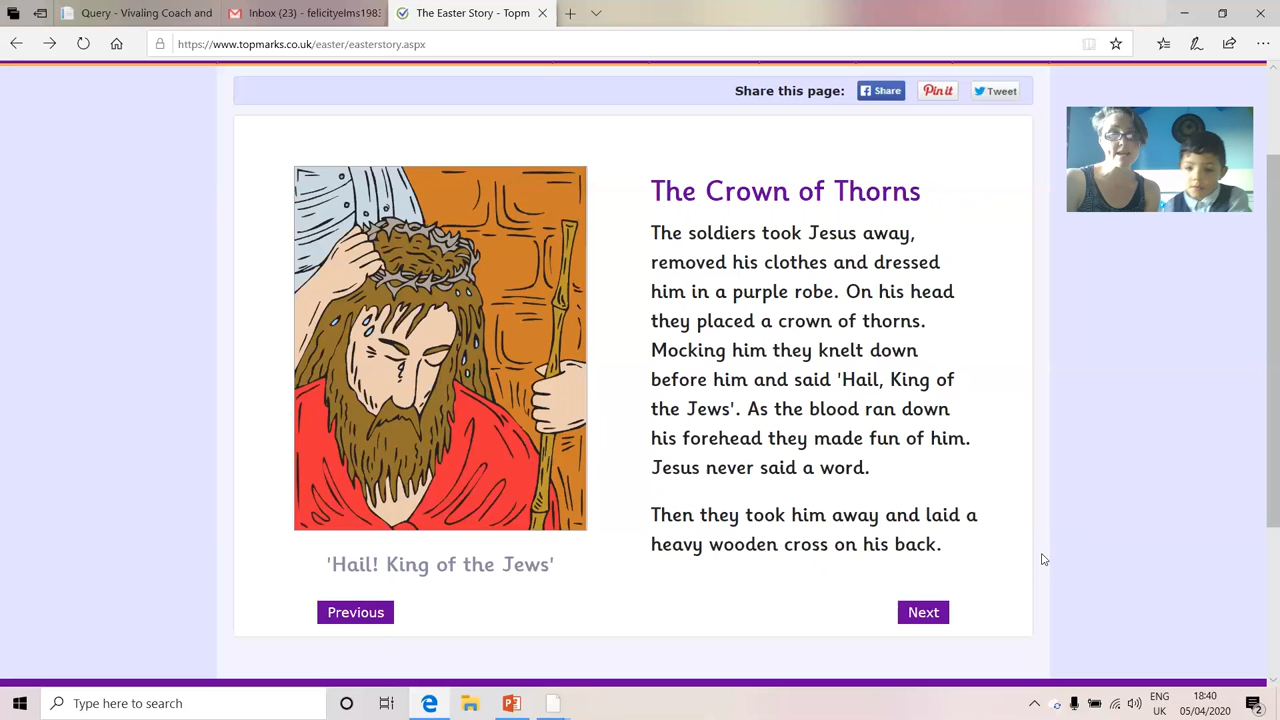 Query - Vivaling Coach and
Inbox (23) - felicityelms198
The Easter Story - Topm
https://www.topmarks.co.uk/easter/easterstory.aspx
Share this page:
Share
Pin it
Tweet
The Crown of Thorns
The soldiers took Jesus away,
removed his clothes and dressed
him in a purple robe. On his head
they placed a crown of thorns.
Mocking him they knelt down
before him and said 'Hail, King of
the Jews'. As the blood ran down
his forehead they made fun of him.
Jesus never said a word.
Then they took him away and laid a
heavy wooden cross on his back.
'Hail! King of the Jews'
Previous
Next
Type here to search
ENG
UK
18:40
05/04/2020
2